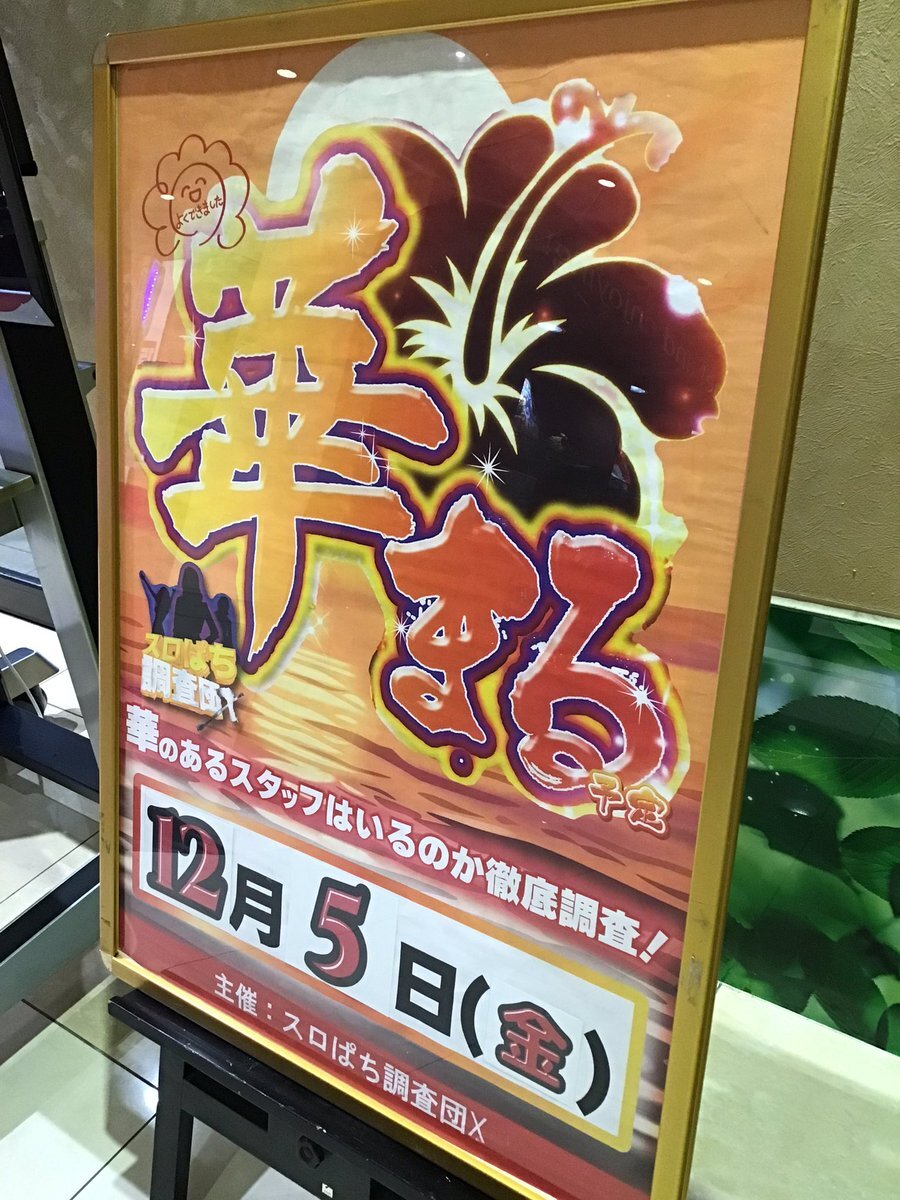 よくできました
華まる
予定
スロぱち
調査団X
華のあるスタッフはいるのか徹底調査!
12月5日(金)
主催:スロぱち調査団X